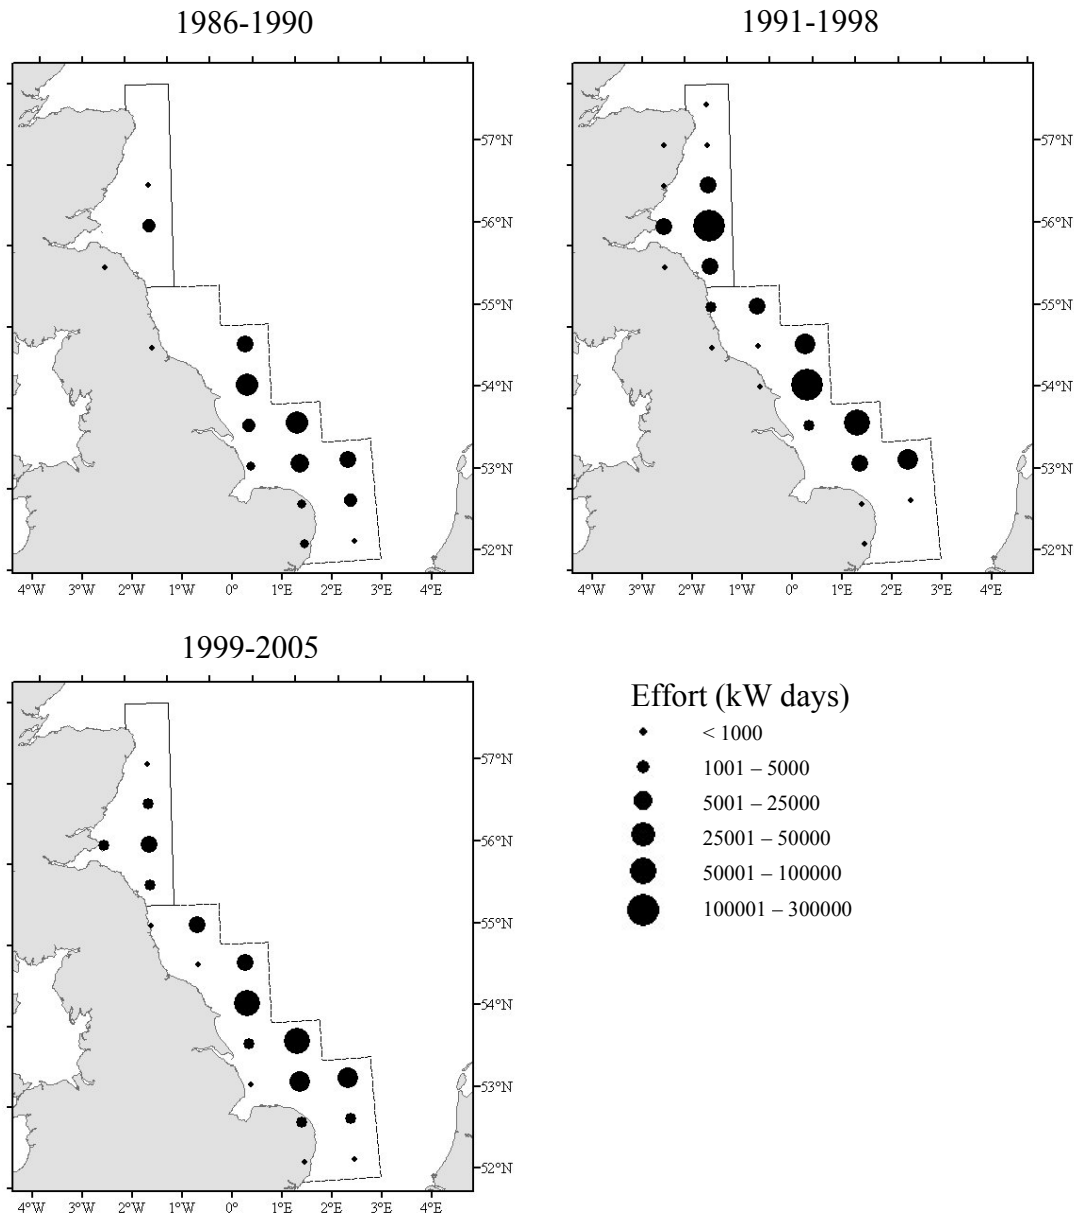 1986-1990
1991-1998
57°N
56°N
55°N
54°N
53°N
52°N
4°W 3°W 2°W 1°W 0° 1°E 2°E 3°E 4°E
57°N
56°N
55°N
54°N
53°N
52°N
4°W 3°W 2°W 1°W 0° 1°E 2°E 3°E 4°E
1999-2005
57°N
56°N
55°N
54°N
53°N
52°N
4°W 3°W 2°W 1°W 0° 1°E 2°E 3°E 4°E
Effort (kW days)
< 1000
1001 – 5000
5001 – 25000
25001 – 50000
50001 – 100000
100001 – 300000